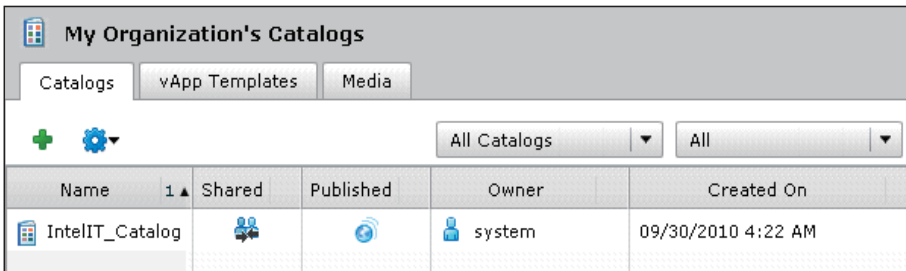 My Organization's Catalogs
Catalogs vApp Templates Media
All Catalogs All
Name 1 Shared Published Owner Created On
IntelIT_Catalog system 09/30/2010 4:22 AM